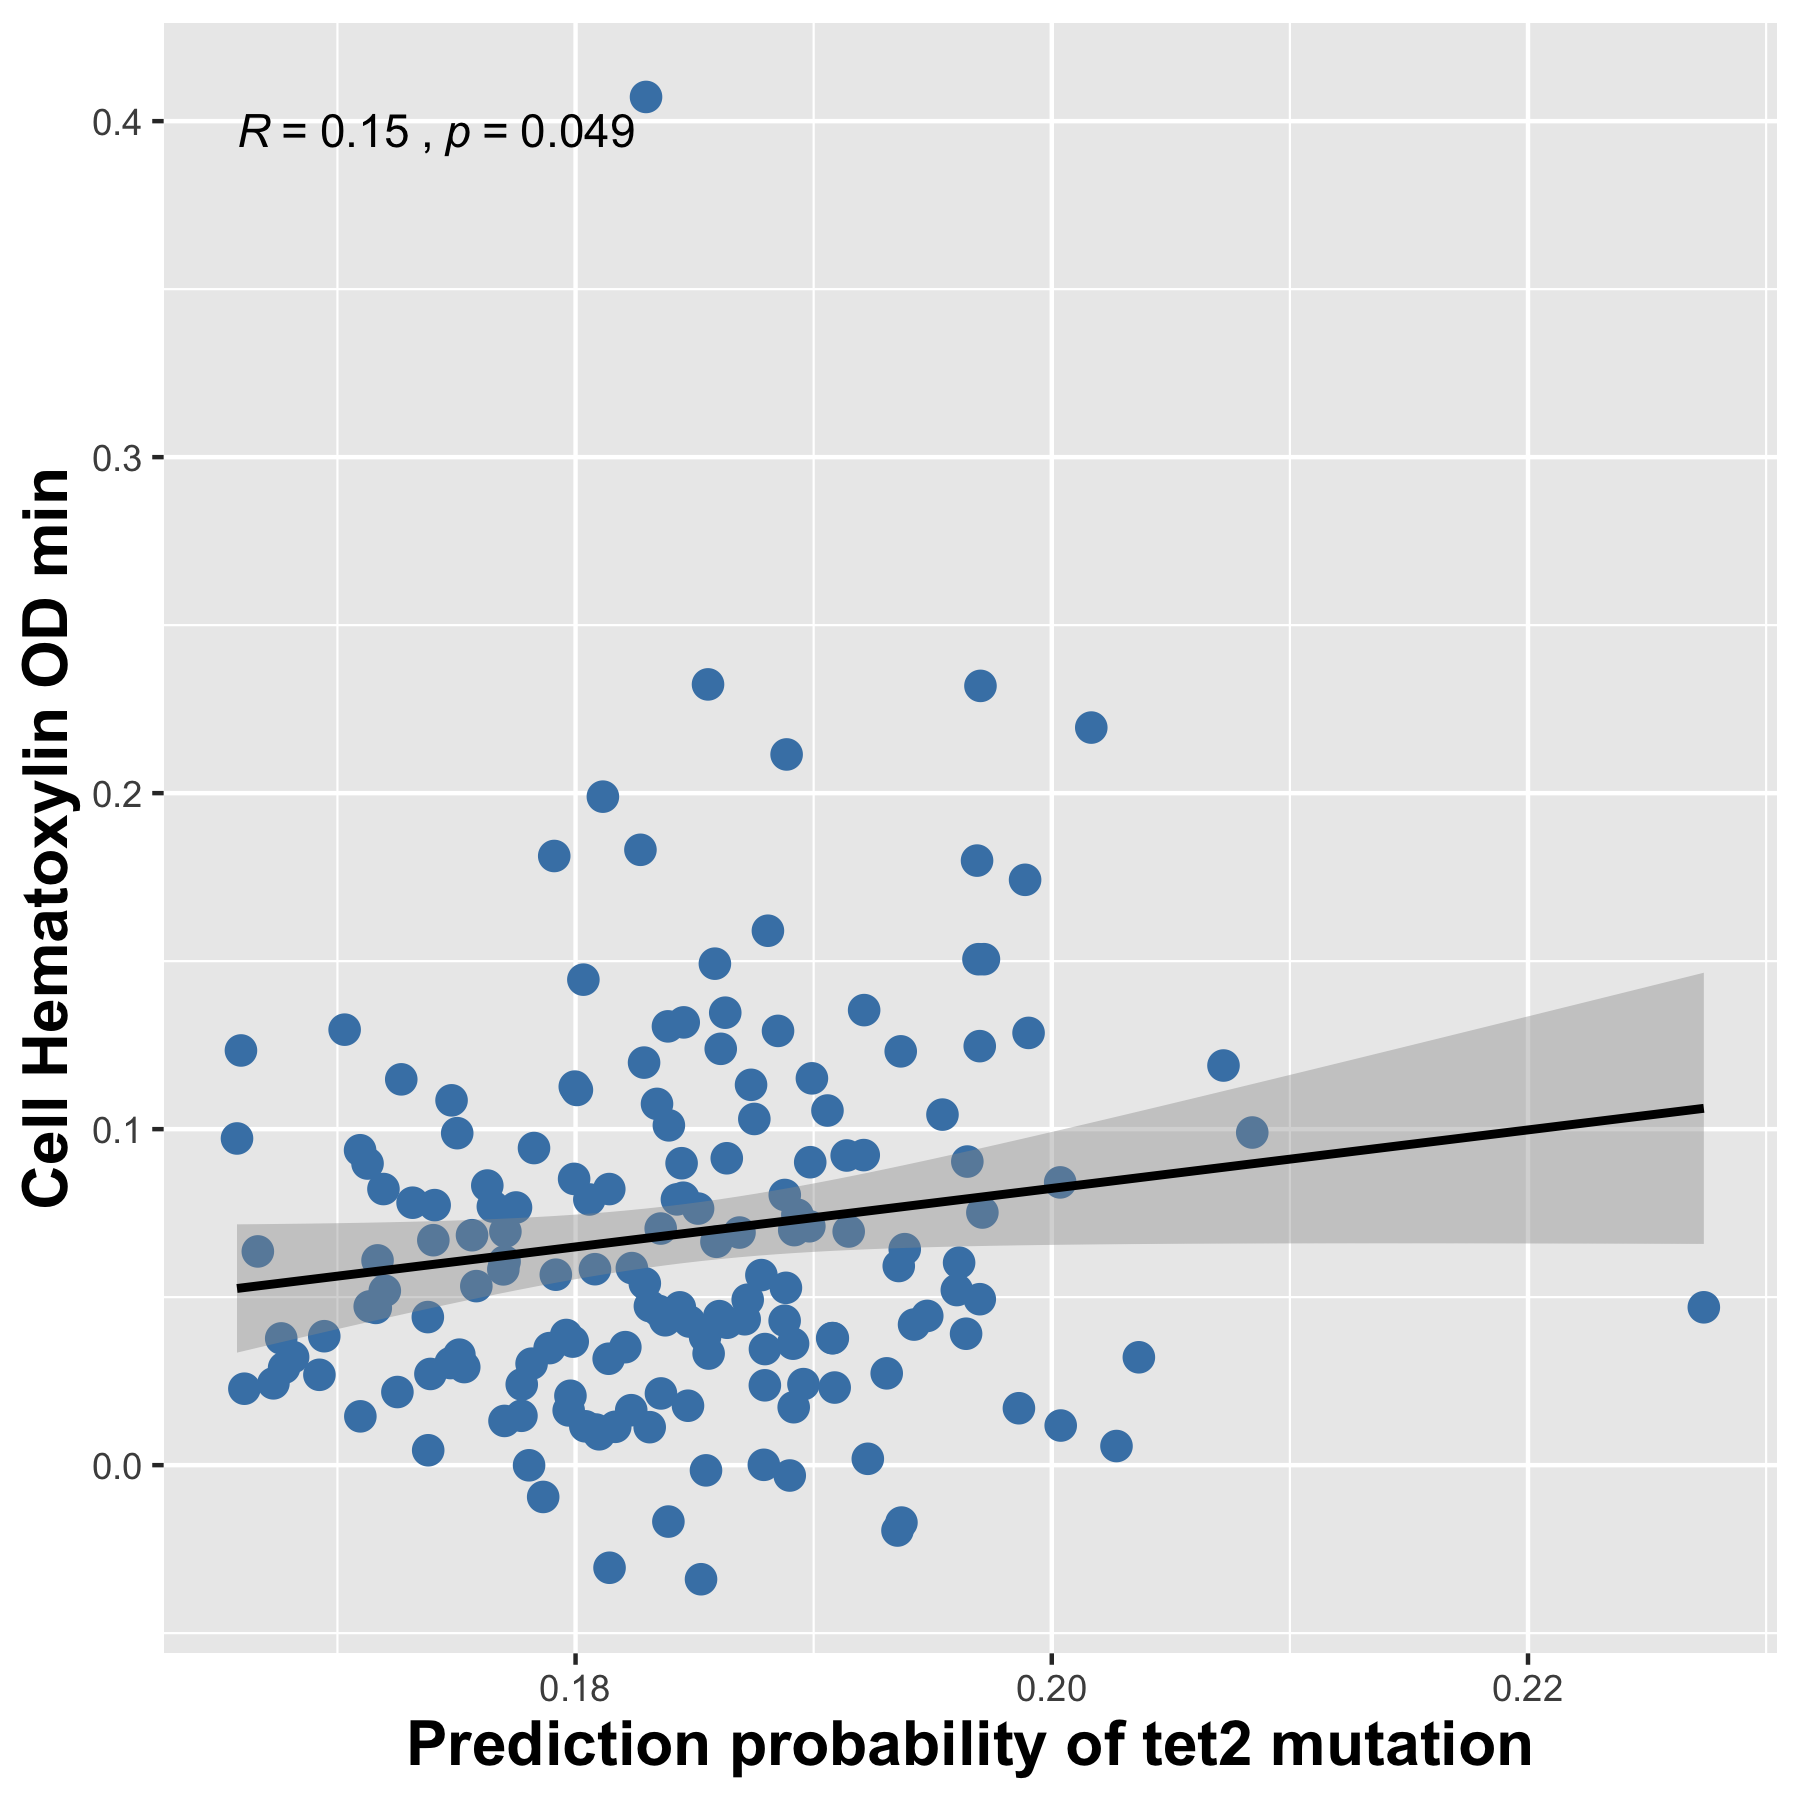 R = 0.15 , p = 0.049
Cell Hematoxylin OD min
0.4
0.3
0.2
0.1
0.0
0.18
0.20
0.22
Prediction probability of tet2 mutation